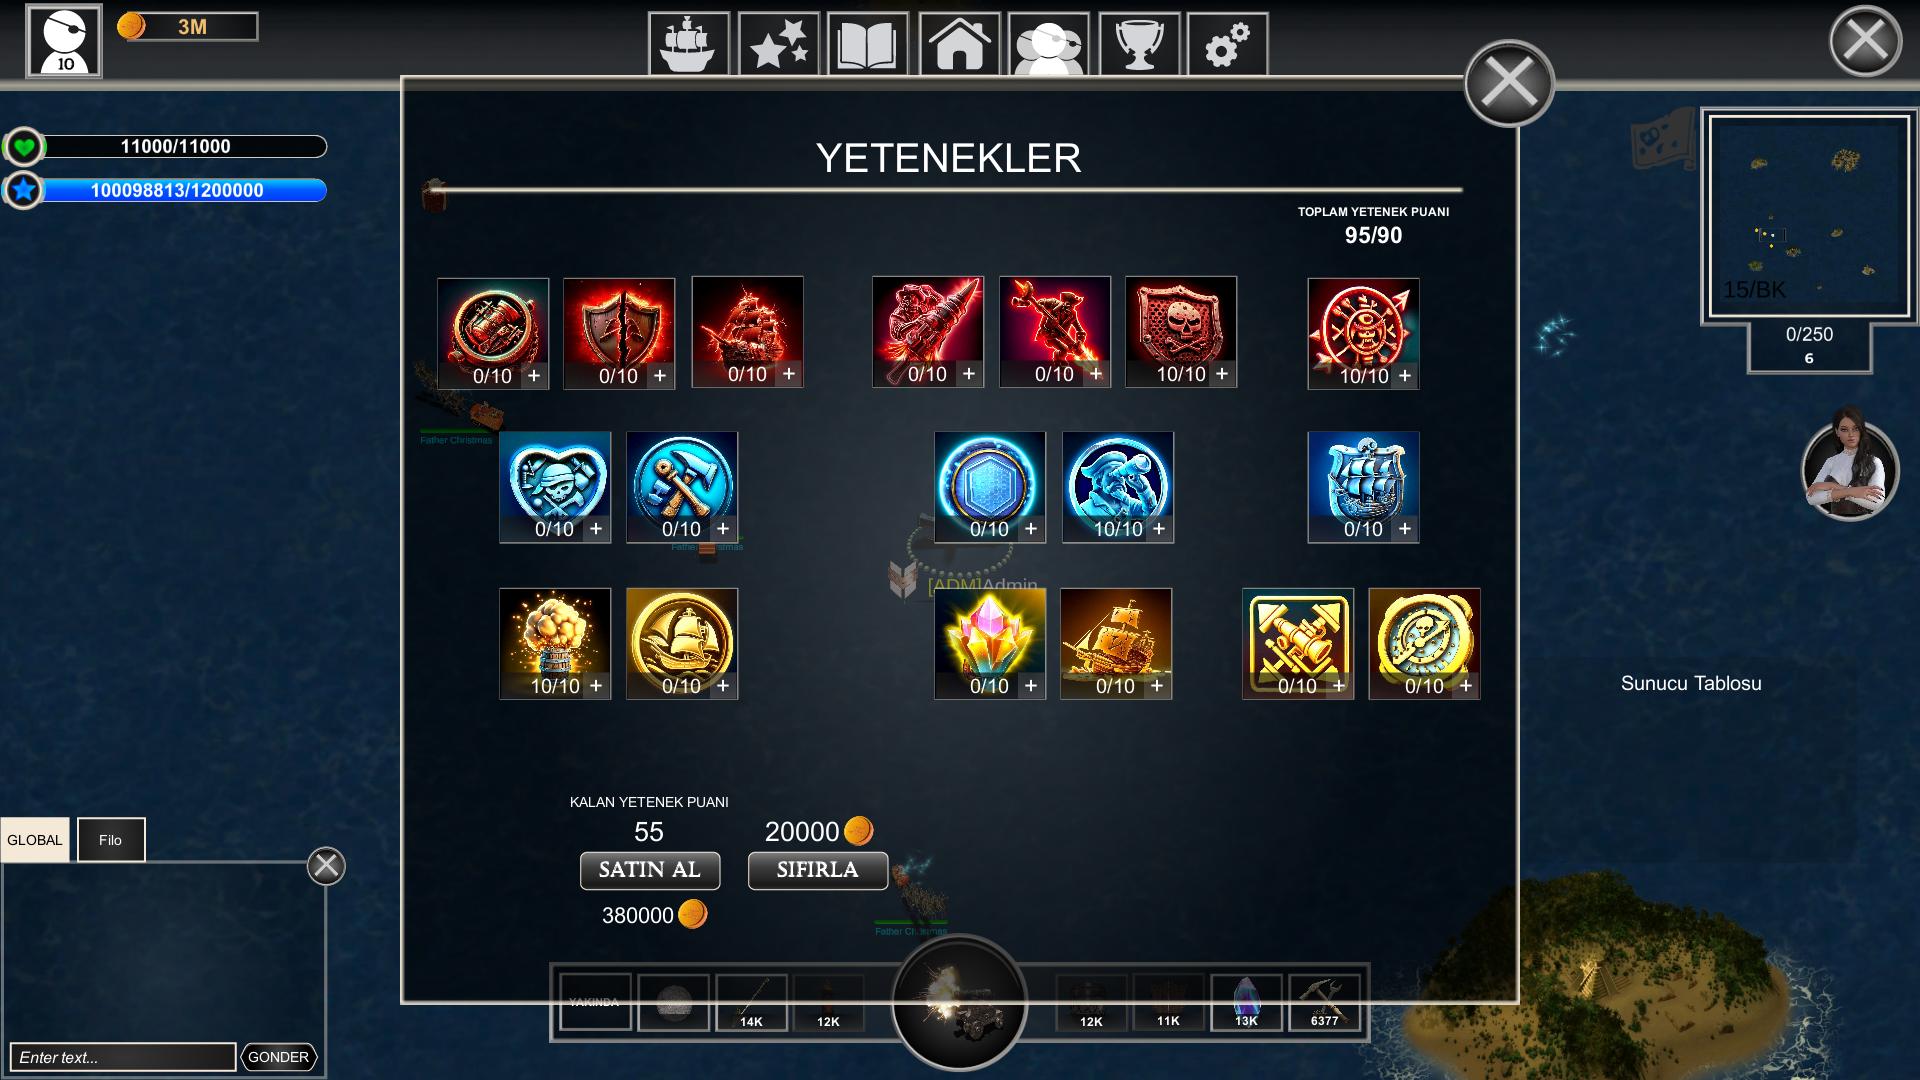 10
3M
11000/11000
100098813/1200000
YETENEKLER
TOPLAM YETENEK PUANI
95/90
15/BK
0/250
6
0/10 +
0/10 +
0/10 +
0/10 +
0/10 +
10/10 +
10/10 +
Father Christmas
0/10 +
0/10 +
0/10 +
10/10 +
0/10 +
[ADM]Admin
10/10 +
0/10 +
0/10 +
0/10 +
0/10 +
0/10 +
Sunucu Tablosu
KALAN YETENEK PUANI
55
20000
SATIN AL
SIFIRLA
380000
Father Christmas
GLOBAL
Filo
YAKINDA
14K
12K
12K
11K
13K
6377
Enter text...
GONDER